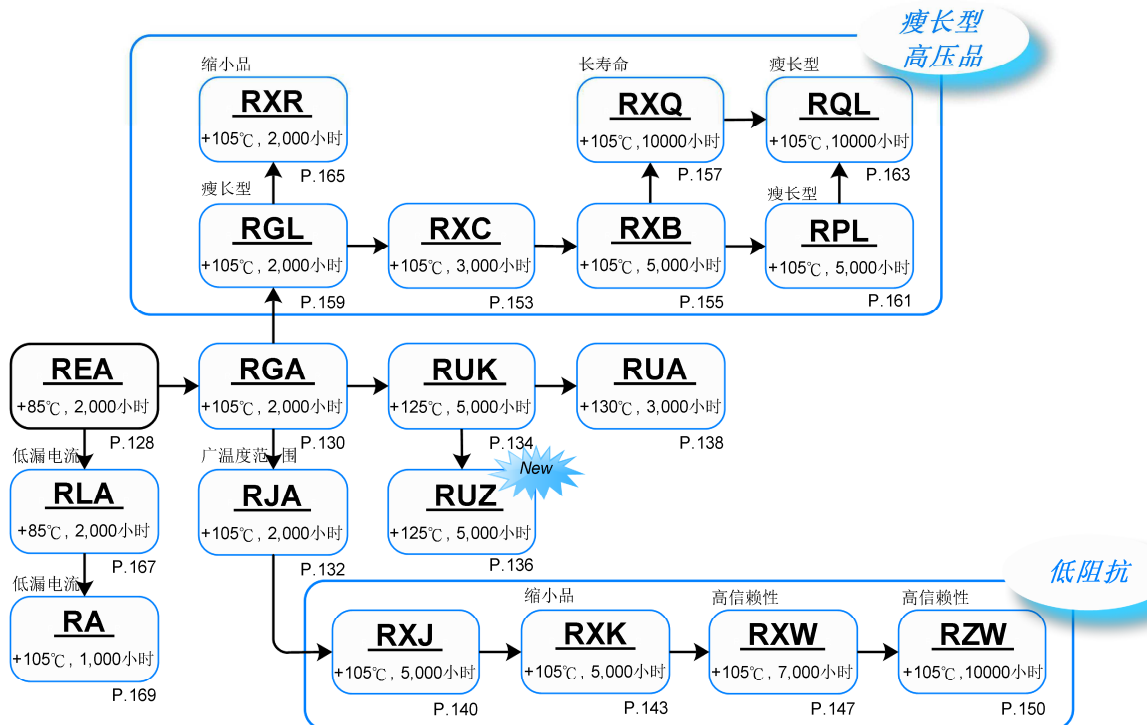 瘦长型
高压品
缩小品
RXR
+105℃, 2,000小时
P.165
长寿命
RXQ
+105℃,10000小时
P.157
瘦长型
RQL
+105℃,10000小时
P.163
瘦长型
RGL
+105℃, 2,000小时
P.159
RXC
+105℃, 3,000小时
P.153
RXB
+105℃, 5,000小时
P.155
瘦长型
RPL
+105℃, 5,000小时
P.161
REA
+85℃, 2,000小时
P.128
RGA
+105℃, 2,000小时
P.130
RUK
+125℃, 5,000小时
P.134
RUA
+130℃, 3,000小时
P.138
低漏电流
RLA
+85℃, 2,000小时
P.167
广温度范围
RJA
+105℃, 2,000小时
P.132
New
RUZ
+125℃, 5,000小时
P.136
低漏电流
RA
+105℃, 1,000小时
P.169
低阻抗
RXJ
+105℃, 5,000小时
P.140
缩小品
RXK
+105℃, 5,000小时
P.143
高信赖性
RXW
+105℃, 7,000小时
P.147
高信赖性
RZW
+105℃,10000小时
P.150